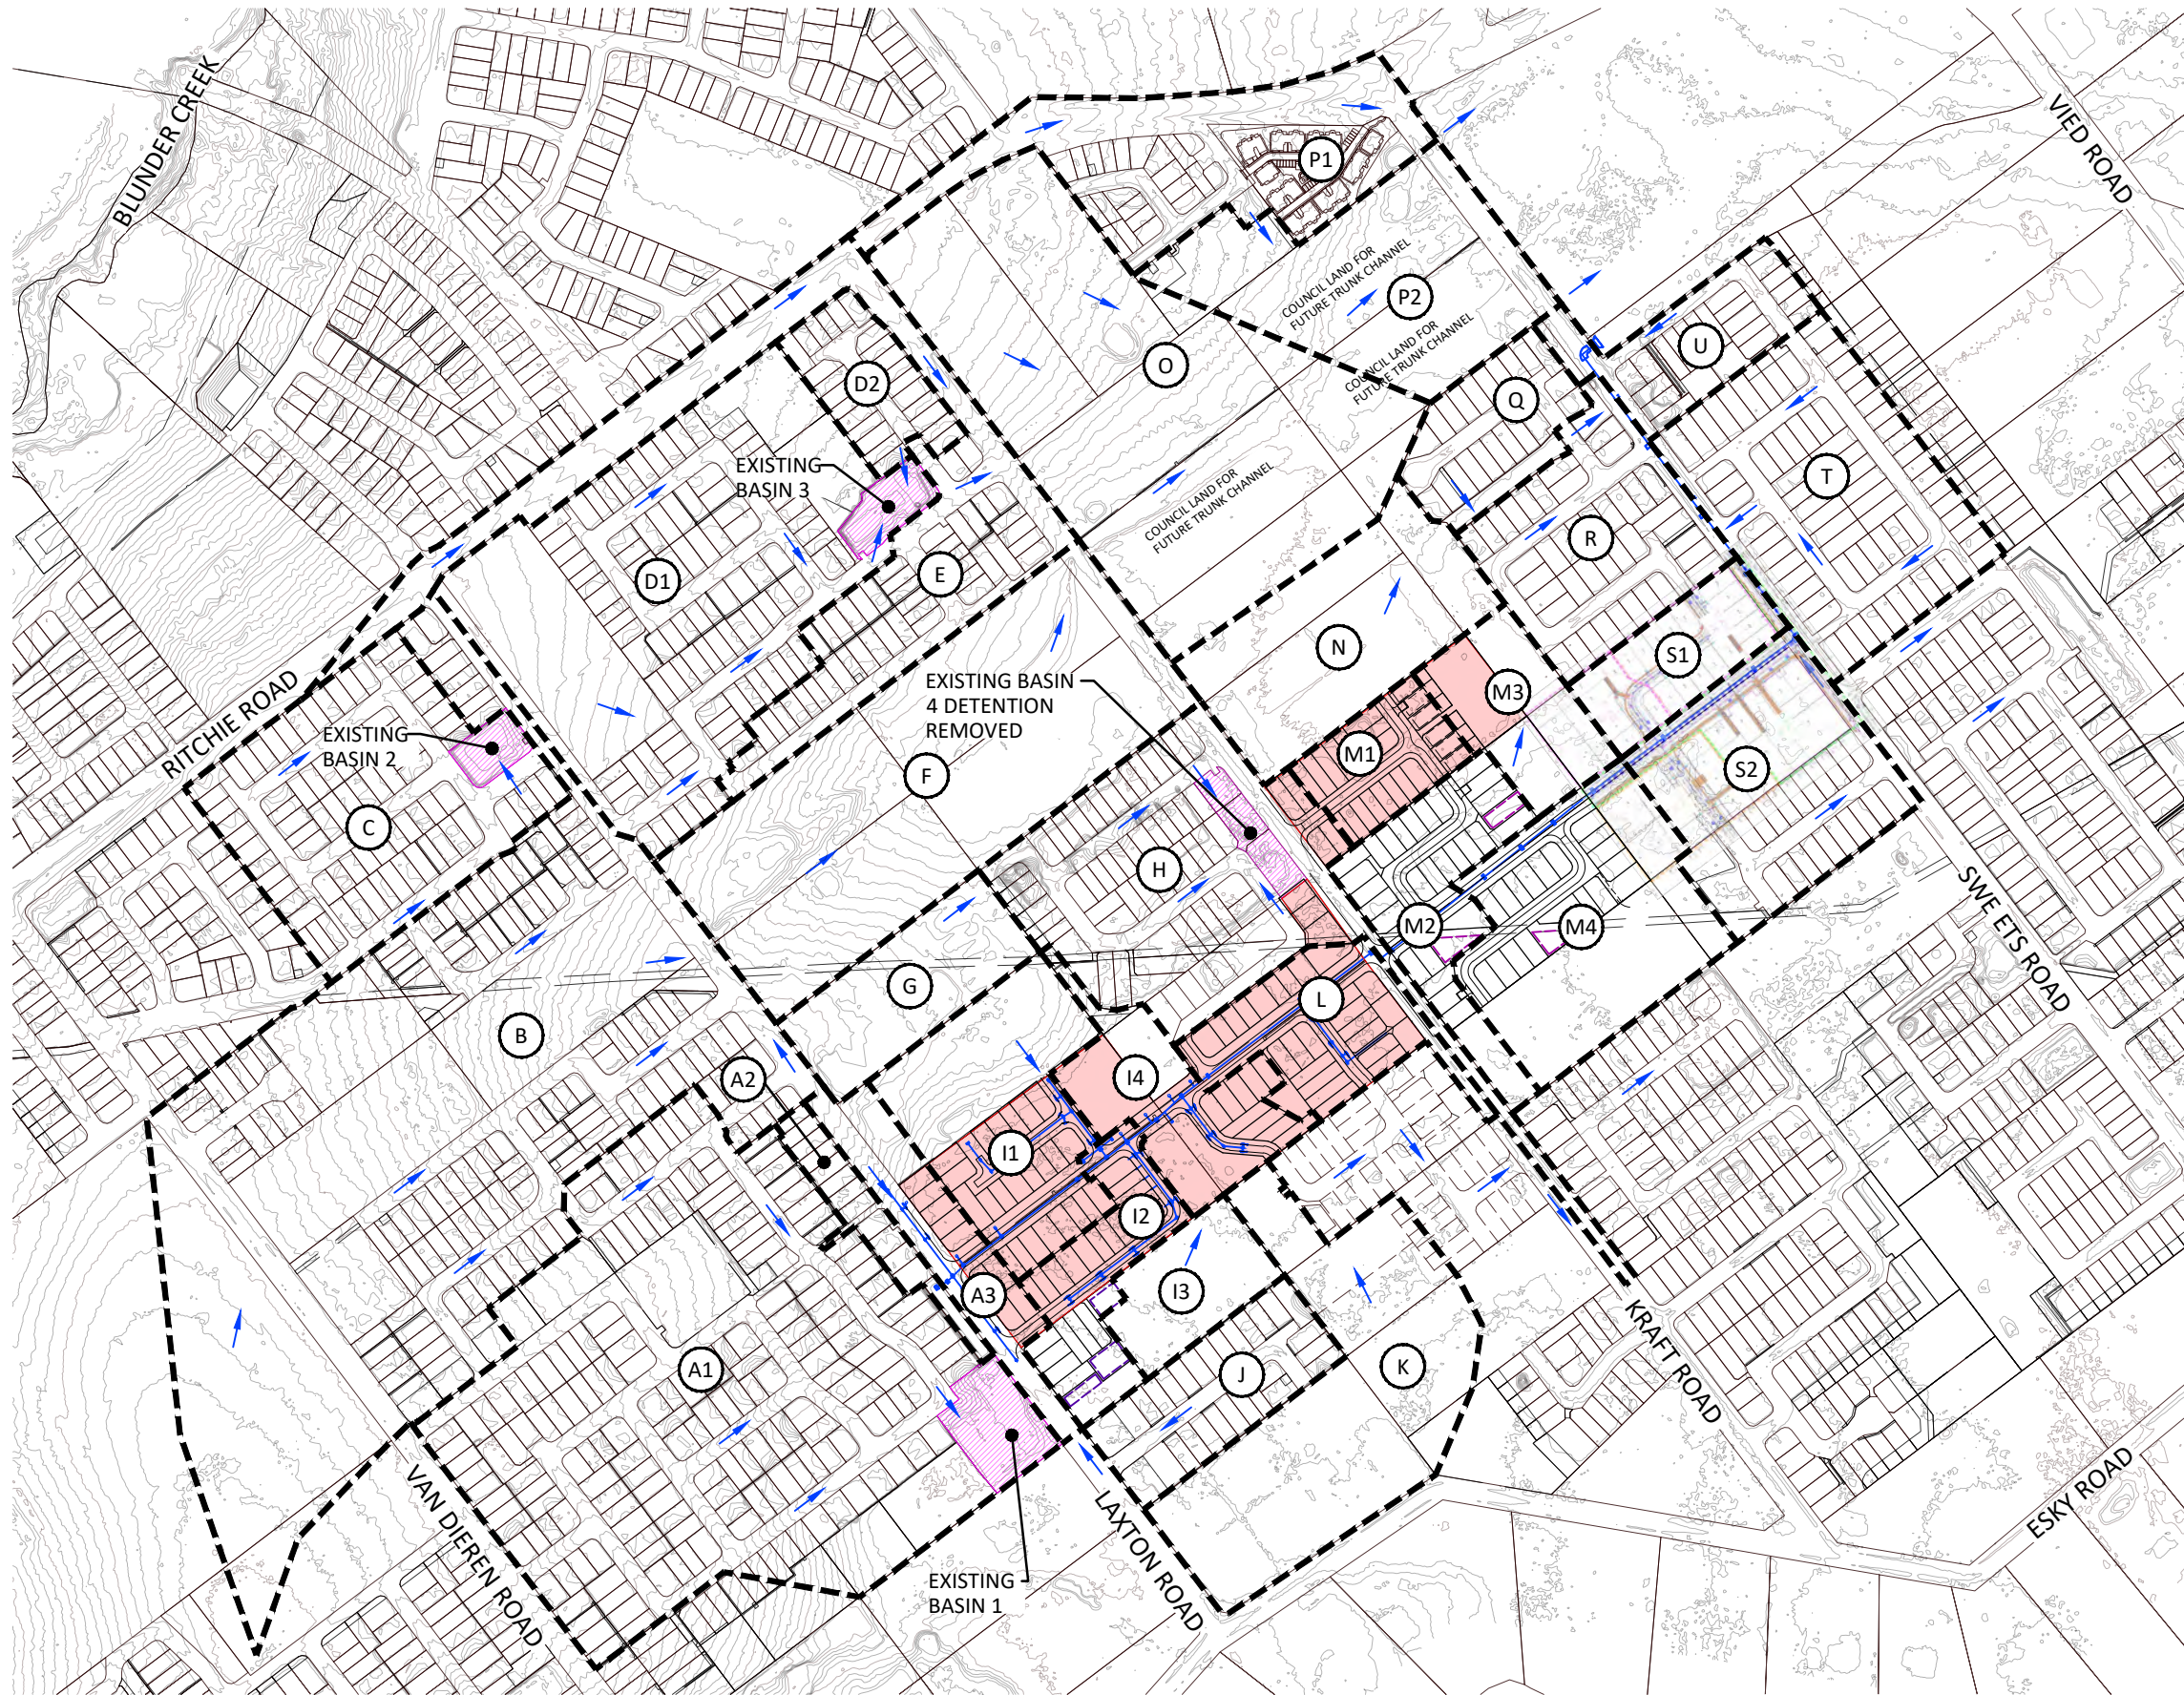 BLUNDER CREEK
VIED ROAD
P1
COUNCIL LAND FOR
FUTURE TRUNK CHANNEL
P2
COUNCIL LAND FOR
FUTURE TRUNK CHANNEL
U
O
D2
Q
EXISTING
BASIN 3
COUNCIL LAND FOR
FUTURE TRUNK CHANNEL
T
R
D1
E
N
S1
EXISTING BASIN
4 DETENTION
REMOVED
M3
RITCHIE ROAD
EXISTING
BASIN 2
M1
F
S2
C
H
M2
M4
SWE ETS ROAD
G
L
B
A2
I4
I1
I2
A3
I3
A1
J
K
KRAFT ROAD
VAN DIEREN ROAD
LAXTON ROAD
ESKY ROAD
EXISTING
BASIN 1